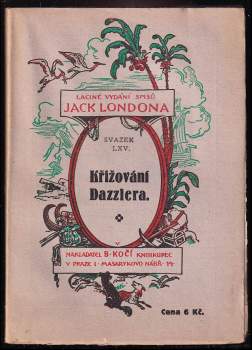 LACINÉ VYDÁNÍ SPISŮ
JACK LONDONA
SVAZEK
LXV.
Křižování
Dazzlera.
NAKLADATEL B·KOČÍ KNIHKUPEC
V PRAZE I·MASARYKOVO NÁBŘ·14
Cena 6 Kč.